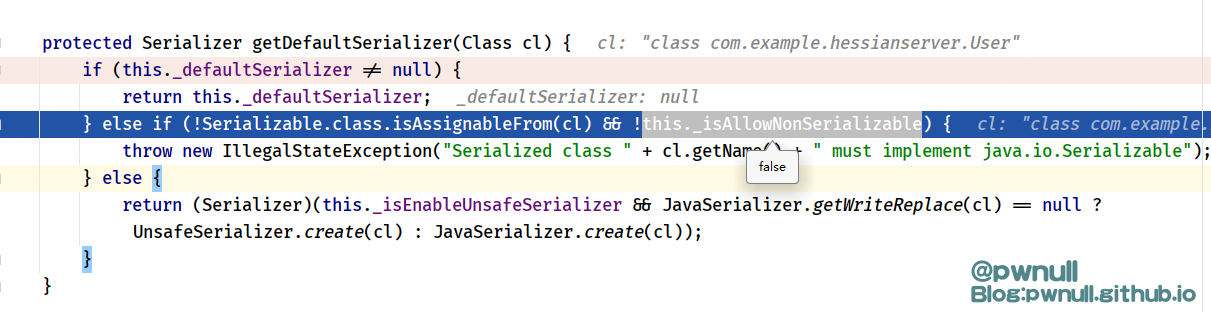 protected Serializer getDefaultSerializer(Class cl) { cl: "class com.example.hessianserver.User"
if (this._defaultSerializer ≠ null) {
return this._defaultSerializer; _defaultSerializer: null
} else if (!Serializable.class.isAssignableFrom(cl) && !this._isAllowNonSerializable) { cl: "class com.example.
throw new IllegalStateException("Serialized class " + cl.getName() + " must implement java.io.Serializable");
false
} else {
return (Serializer)(this._isEnableUnsafeSerializer && JavaSerializer.getWriteReplace(cl) == null ?
UnsafeSerializer.create(cl) : JavaSerializer.create(cl));
}
}
@pwnull
Blog:pwnull.github.io